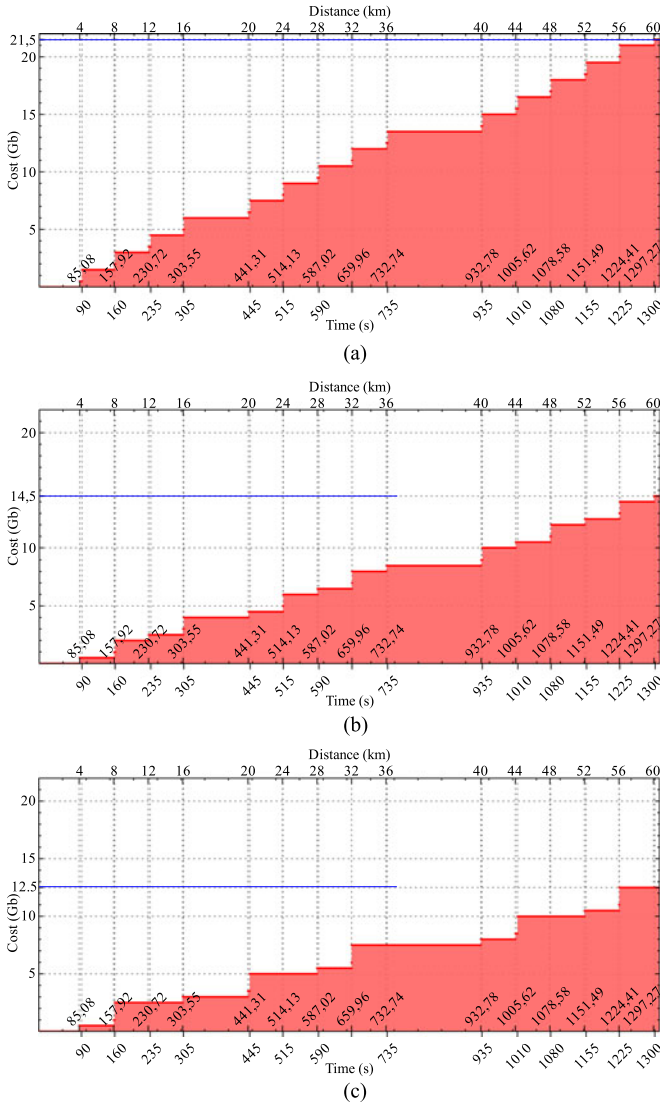 Distance (km)
4 8 12 16 20 24 28 32 36 40 44 48 52 56 60
21,5
20
15
10
5
Cost (Gb)
85,08 157,92 230,72 303,55 441,31 514,13 587,02 659,96 732,74 932,78 1005,62 1078,58 1151,49 1224,41 1297,27
90 160 235 305 445 515 590 660 735 935 1010 1080 1155 1225 1300
Time (s)
(a)
Distance (km)
4 8 12 16 20 24 28 32 36 40 44 48 52 56 60
20
14,5
10
5
Cost (Gb)
85,08 157,92 230,72 303,55 441,31 514,13 587,02 659,96 732,74 932,78 1005,62 1078,58 1151,49 1224,41 1297,27
90 160 235 305 445 515 590 660 735 935 1010 1080 1155 1225 1300
Time (s)
(b)
Distance (km)
4 8 12 16 20 24 28 32 36 40 44 48 52 56 60
20
15
12.5
10
5
Cost (Gb)
85,08 157,92 230,72 303,55 441,31 514,13 587,02 659,96 732,74 932,78 1005,62 1078,58 1151,49 1224,41 1297,27
90 160 235 305 445 515 590 660 735 935 1010 1080 1155 1225 1300
Time (s)
(c)